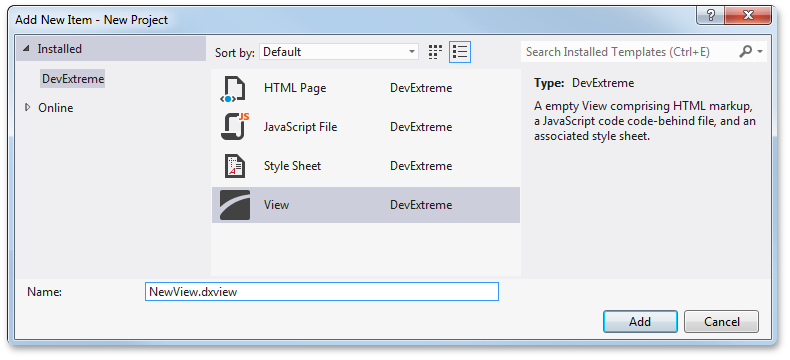 Add New Item - New Project
Installed
DevExtreme
Online
Sort by: Default
Search Installed Templates (Ctrl+E)
HTML Page DevExtreme
JS
JavaScript File DevExtreme
A
Style Sheet DevExtreme
View DevExtreme
Type: DevExtreme
A empty View comprising HTML markup,
a JavaScript code code-behind file, and an
associated style sheet.
Name: NewView.dxview
Add Cancel